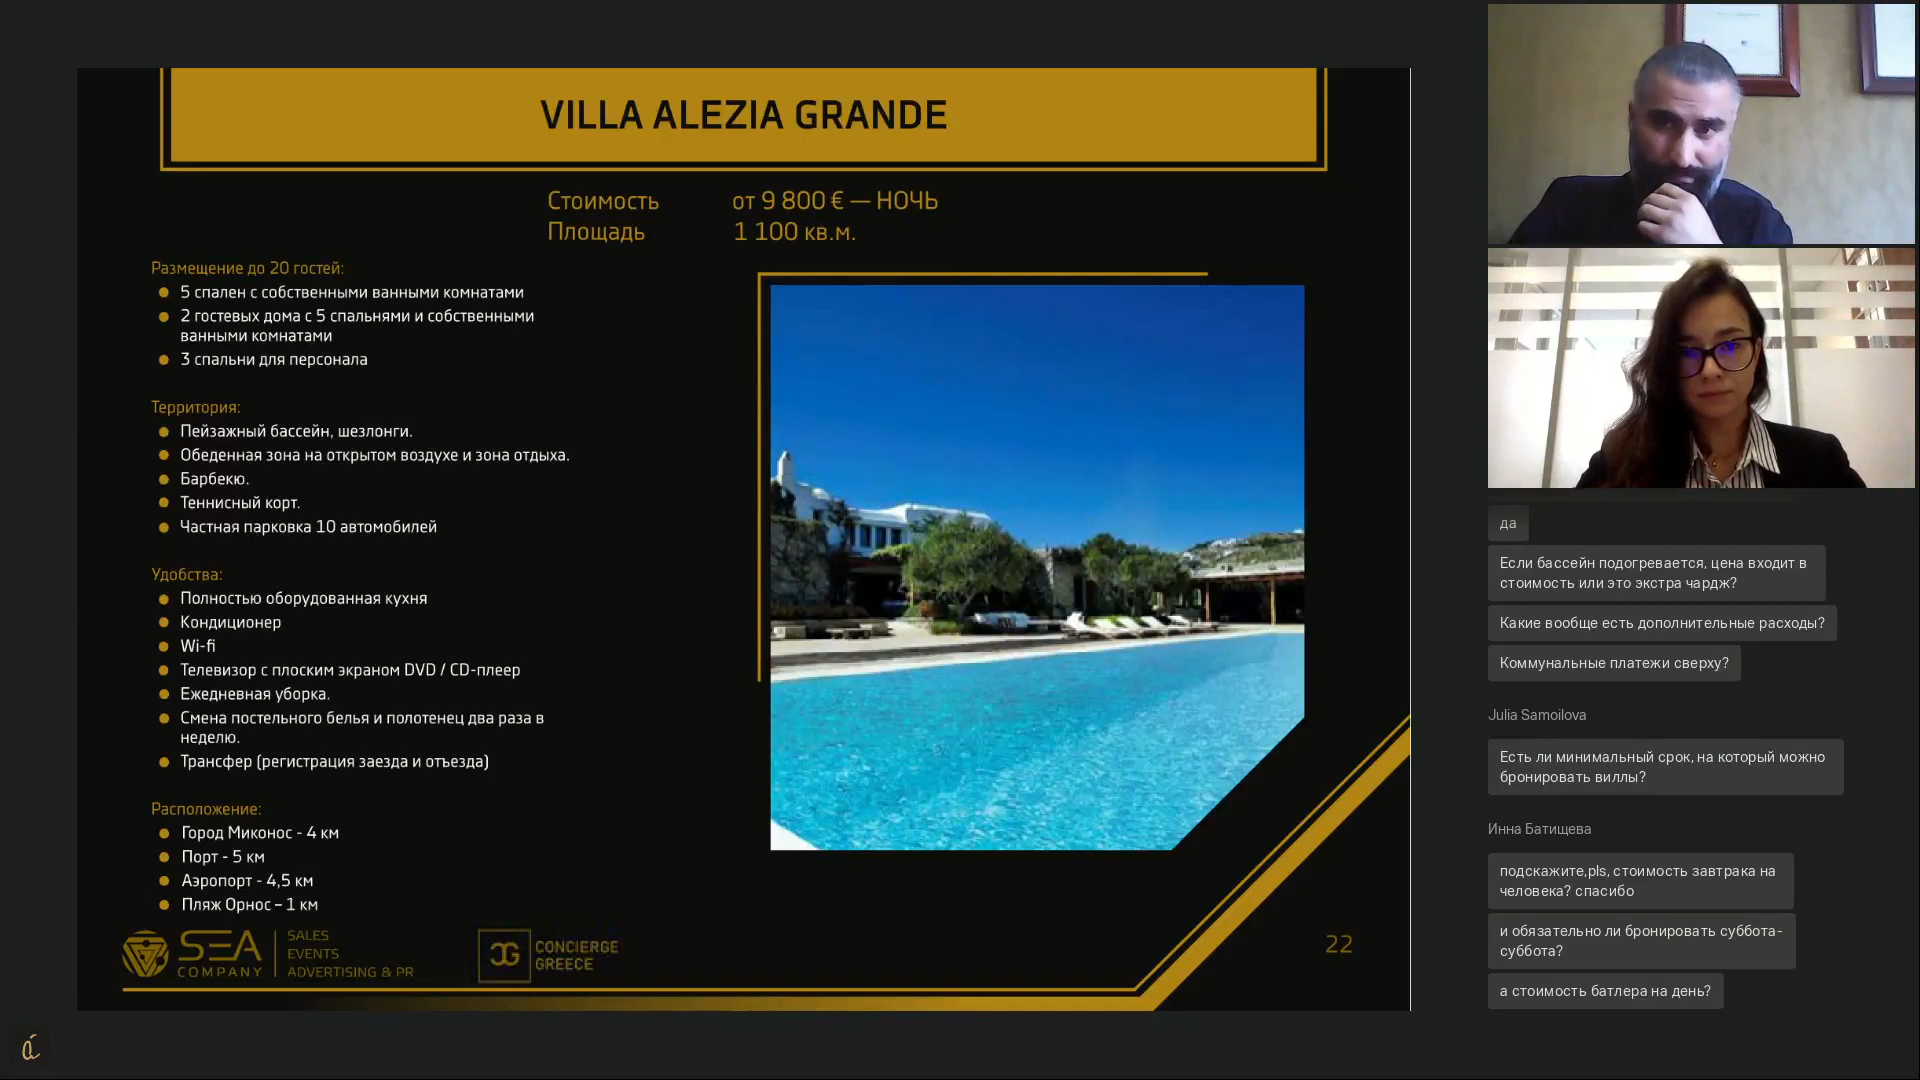 VILLA ALEZIA GRANDE
Стоимость от 9 800 € — НОЧЬ
Площадь 1 100 кв.м.
Размещение до 20 гостей:
5 спален с собственными ванными комнатами
2 гостевых дома с 5 спальнями и собственными
ванными комнатами
3 спальни для персонала
Территория:
Пейзажный бассейн, шезлонги.
Обеденная зона на открытом воздухе и зона отдыха.
Барбекю.
Теннисный корт.
Частная парковка 10 автомобилей
Удобства:
Полностью оборудованная кухня
Кондиционер
Wi-fi
Телевизор с плоским экраном DVD / CD-плеер
Ежедневная уборка.
Смена постельного белья и полотенец два раза в
неделю.
Трансфер (регистрация заезда и отъезда)
Расположение:
Город Миконос - 4 км
Порт - 5 км
Аэропорт - 4,5 км
Пляж Орнос – 1 км
SEA
COMPANY
SALES
EVENTS
ADVERTISING & PR
CG
CONCIERGE
GREECE
22
да
Если бассейн подогревается, цена входит в
стоимость или это экстра чардж?
Какие вообще есть дополнительные расходы?
Коммунальные платежи сверху?
Julia Samoilova
Есть ли минимальный срок, на который можно
бронировать виллы?
Инна Батищева
подскажите,pls, стоимость завтрака на
человека? спасибо
и обязательно ли бронировать суббота-
суббота?
а стоимость батлера на день?
á